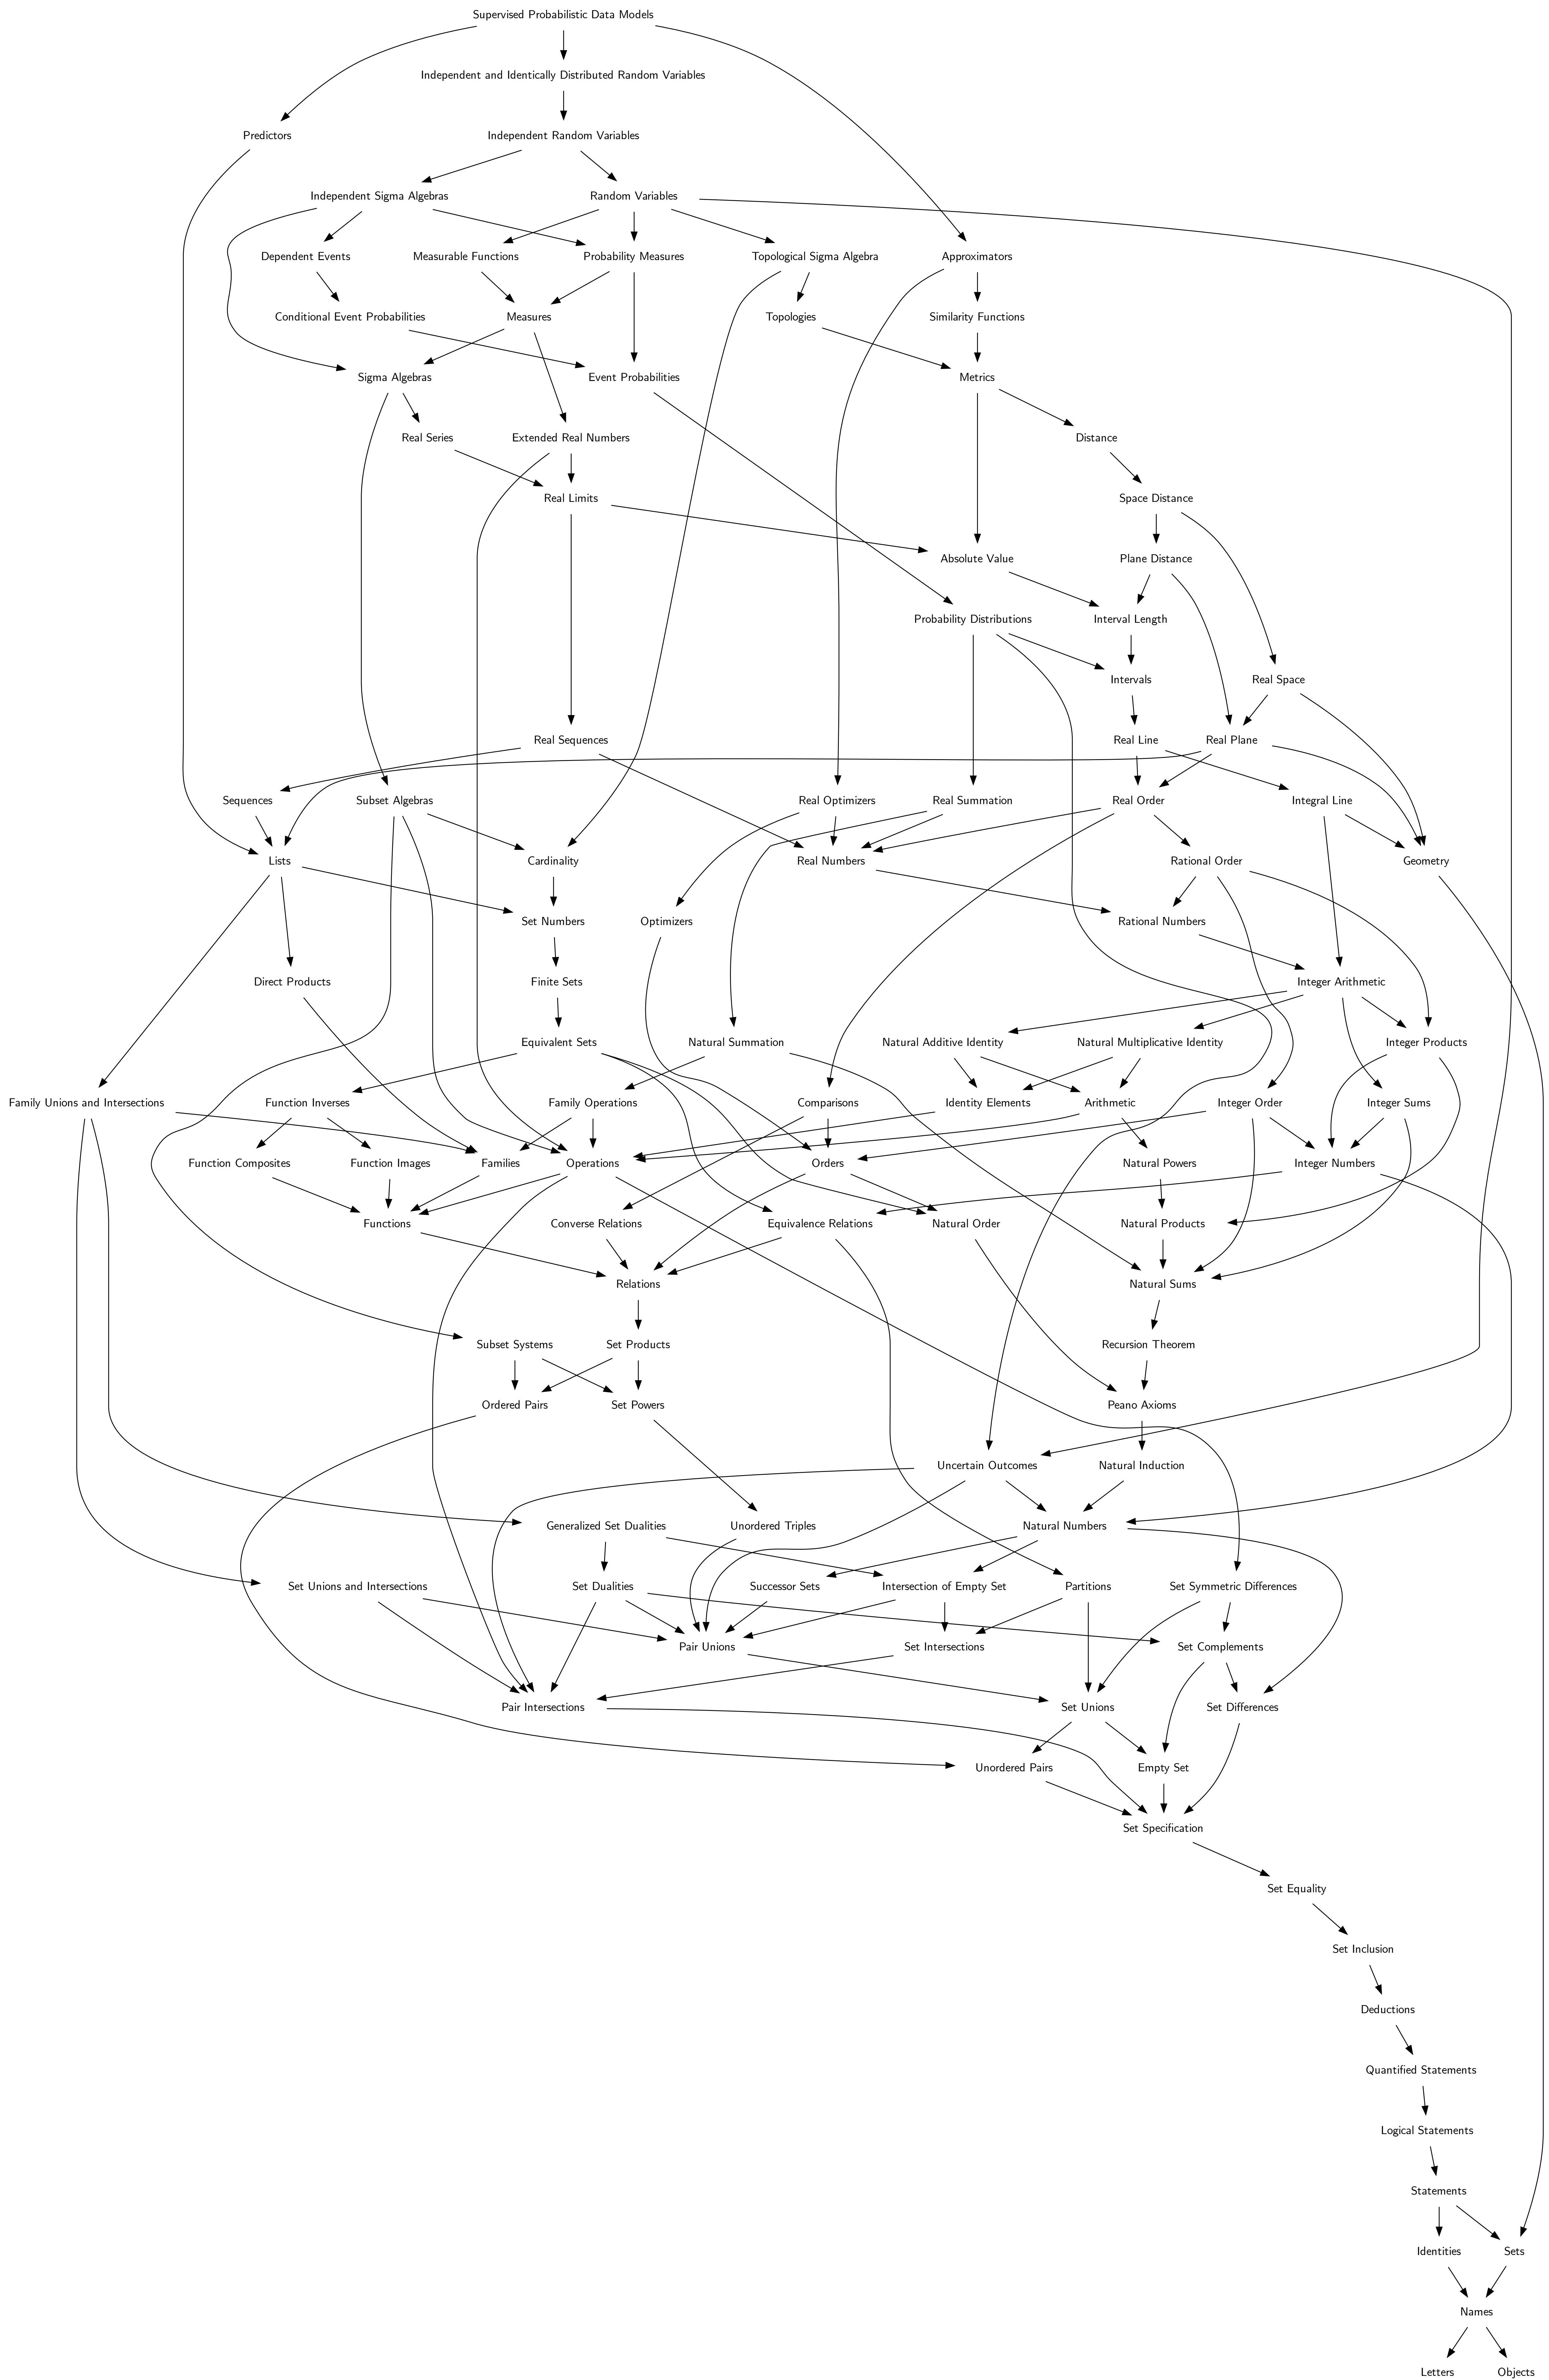 Supervised Probabilistic Data Models
Independent and Identically Distributed Random Variables
Predictors
Independent Random Variables
Independent Sigma Algebras
Random Variables
Dependent Events
Measurable Functions
Probability Measures
Topological Sigma Algebra
Approximators
Conditional Event Probabilities
Measures
Topologies
Similarity Functions
Sigma Algebras
Event Probabilities
Metrics
Real Series
Extended Real Numbers
Distance
Real Limits
Space Distance
Absolute Value
Plane Distance
Probability Distributions
Interval Length
Intervals
Real Space
Real Sequences
Real Line
Real Plane
Sequences
Subset Algebras
Real Optimizers
Real Summation
Real Order
Integral Line
Lists
Cardinality
Real Numbers
Rational Order
Geometry
Set Numbers
Optimizers
Rational Numbers
Direct Products
Finite Sets
Integer Arithmetic
Equivalent Sets
Natural Summation
Natural Additive Identity
Natural Multiplicative Identity
Integer Products
Family Unions and Intersections
Function Inverses
Family Operations
Comparisons
Identity Elements
Arithmetic
Integer Order
Integer Sums
Function Composites
Function Images
Families
Operations
Orders
Natural Powers
Integer Numbers
Functions
Converse Relations
Equivalence Relations
Natural Order
Natural Products
Relations
Natural Sums
Subset Systems
Set Products
Recursion Theorem
Ordered Pairs
Set Powers
Peano Axioms
Uncertain Outcomes
Natural Induction
Generalized Set Dualities
Unordered Triples
Natural Numbers
Set Unions and Intersections
Set Dualities
Successor Sets
Intersection of Empty Set
Partitions
Set Symmetric Differences
Pair Unions
Set Intersections
Set Complements
Pair Intersections
Set Unions
Set Differences
Unordered Pairs
Empty Set
Set Specification
Set Equality
Set Inclusion
Deductions
Quantified Statements
Logical Statements
Statements
Identities
Sets
Names
Letters
Objects